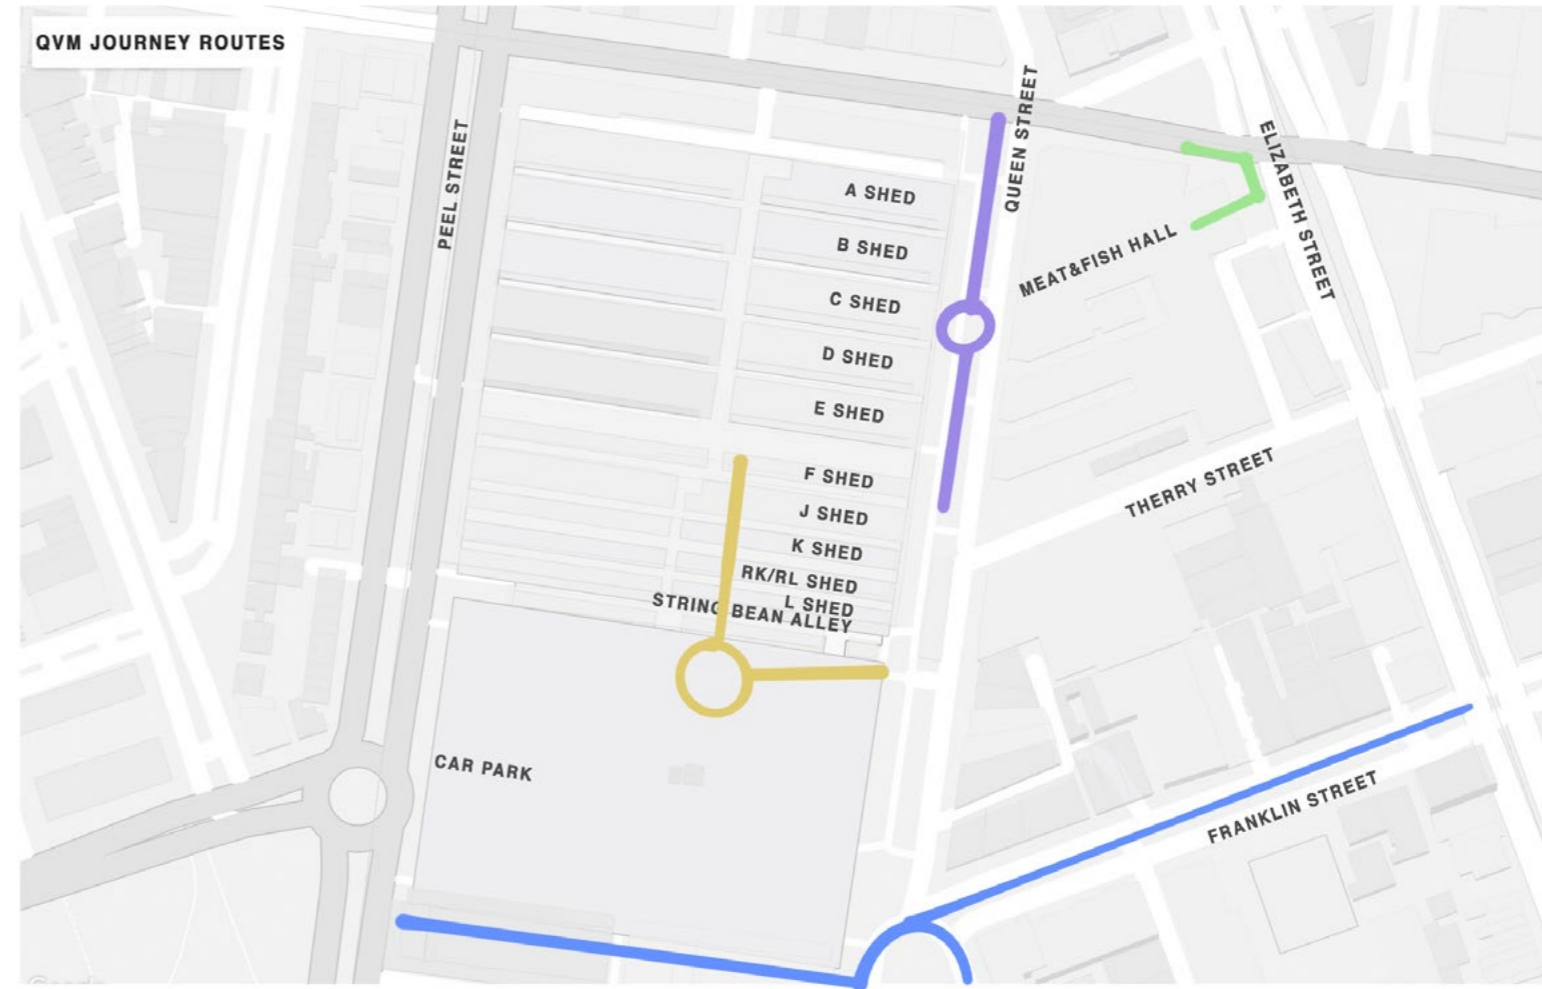 QVM JOURNEY ROUTES
PEEL STREET
QUEEN STREET
ELIZABETH STREET
A SHED
B SHED
MEAT&FISH HALL
C SHED
D SHED
E SHED
F SHED
THERRY STREET
J SHED
K SHED
RK/RL SHED
L SHED
STRING BEAN ALLEY
CAR PARK
FRANKLIN STREET